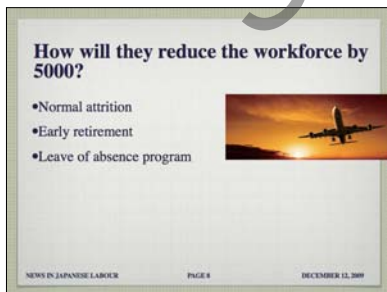 How will they reduce the workforce by
5000?
•Normal attrition
•Early retirement
•Leave of absence program
NEWS IN JAPANESE LABOUR PAGE 8 DECEMBER 12, 2009